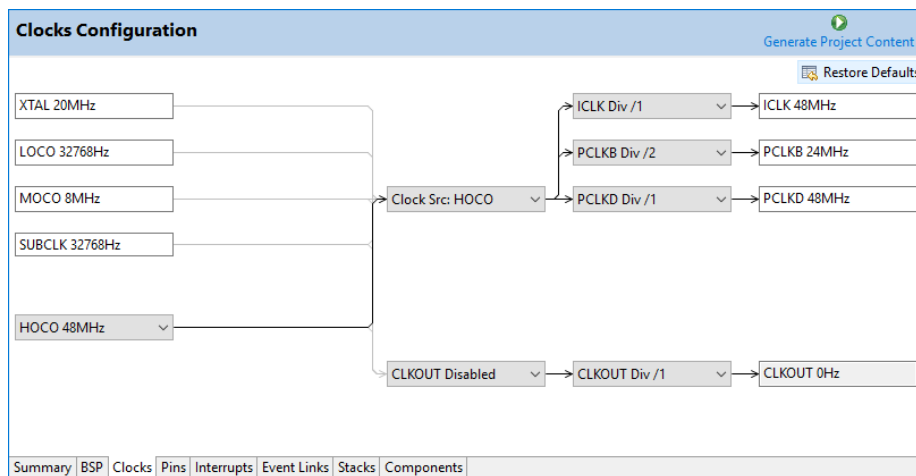 Clocks Configuration
Generate Project Content
Restore Defaults
XTAL 20MHz
ICLK Div /1
ICLK 48MHz
LOCO 32768Hz
PCLKB Div /2
PCLKB 24MHz
MOCO 8MHz
Clock Src: HOCO
PCLKD Div /1
PCLKD 48MHz
SUBCLK 32768Hz
HOCO 48MHz
CLKOUT Disabled
CLKOUT Div /1
CLKOUT 0Hz
Summary BSP Clocks Pins Interrupts Event Links Stacks Components